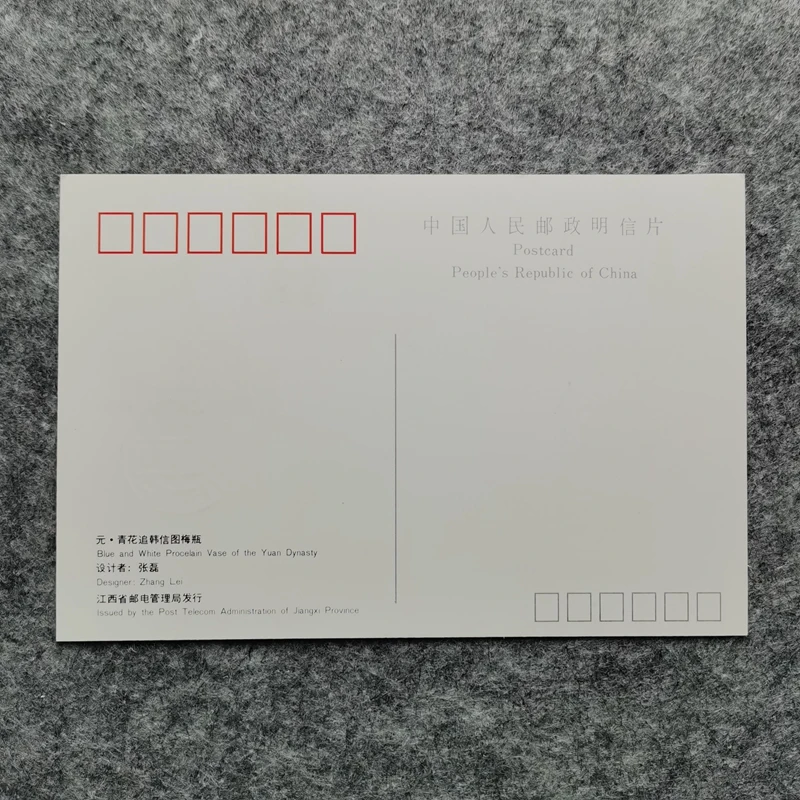 中国人民邮政明信片
Postcard
People's Republic of China
元·青花追韩信图梅瓶
Blue and White Procelain Vase of the Yuan Dynasty
设计者：张磊
Designer: Zhang Lei
江西省邮电管理局发行
Issued by the Post Telecom Administration of Jiangxi Province